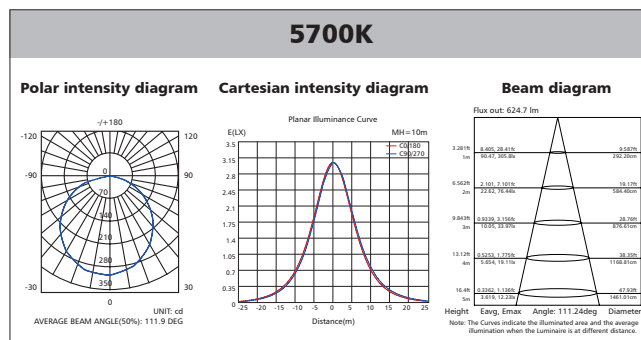 5700K
Polar intensity diagram
Cartesian intensity diagram
Beam diagram
-/+180
-120
120
-90
90
-30
30
0
0
70
140
210
280
350
UNIT: cd
AVERAGE BEAM ANGLE(50%): 111.9 DEG
Planar Illuminance Curve
E(LX)
MH=10m
C0/180
C90/270
3.5
3.15
2.8
2.45
2.1
1.75
1.4
1.05
0.7
0.35
-25 -20 -15 -10 -5 0 5 10 15 20 25
Distance(m)
Flux out: 624.7 lm
3.281ft 8.405, 28.41ft 9.587ft
1m 90.47, 305.8lx 292.20cm
6.562ft 2.101, 7.101ft 19.17ft
2m 22.62, 76.44lx 584.40cm
9.843ft 0.9339, 3.156ft 28.76ft
3m 10.05, 33.97lx 876.61cm
13.12ft 0.5253, 1.775ft 38.35ft
4m 5.654, 19.11lx 1168.81cm
16.4ft 0.3362, 1.136ft 47.93ft
5m 3.619, 12.23lx 1461.01cm
Height Eavg, Emax Angle: 111.24deg Diameter
Note: The Curves indicate the illuminated area and the average
illumination when the Luminaire is at different distance.